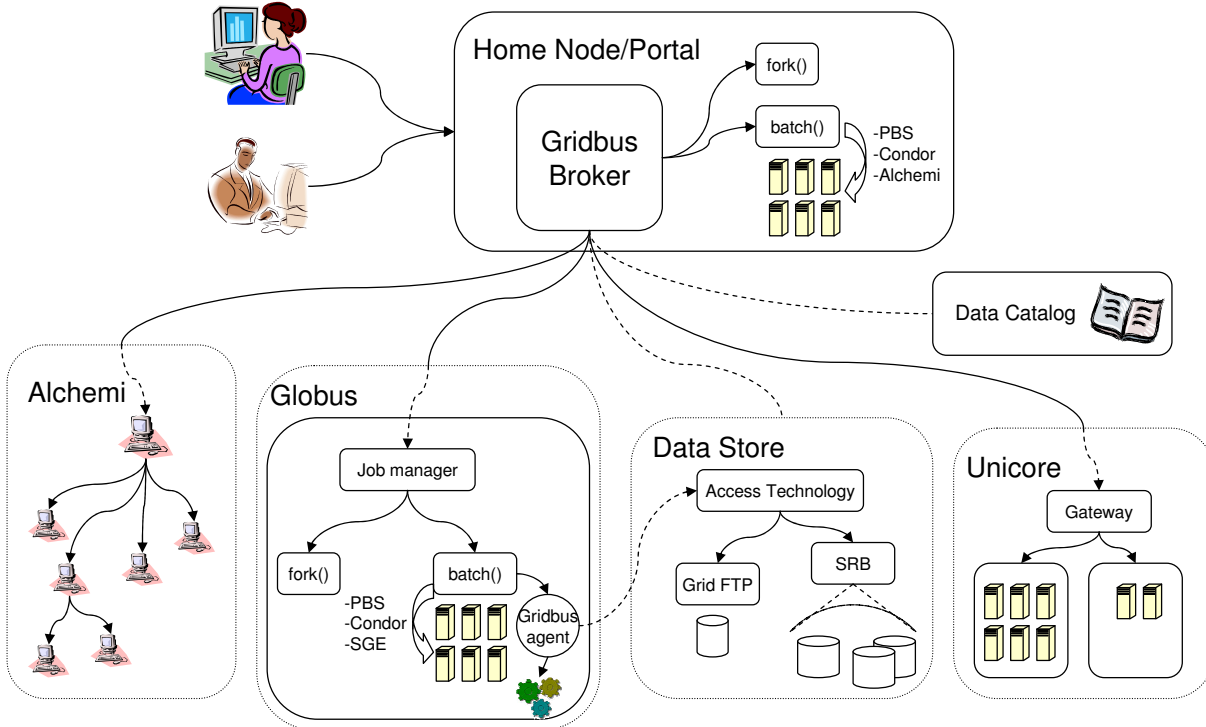 Home Node/Portal
fork()
Gridbus
Broker
batch()
-PBS
-Condor
-Alchemi
Data Catalog
Alchemi
Globus
Job manager
fork()
batch()
-PBS
-Condor
-SGE
Gridbus
agent
Data Store
Access Technology
Grid FTP
SRB
Unicore
Gateway